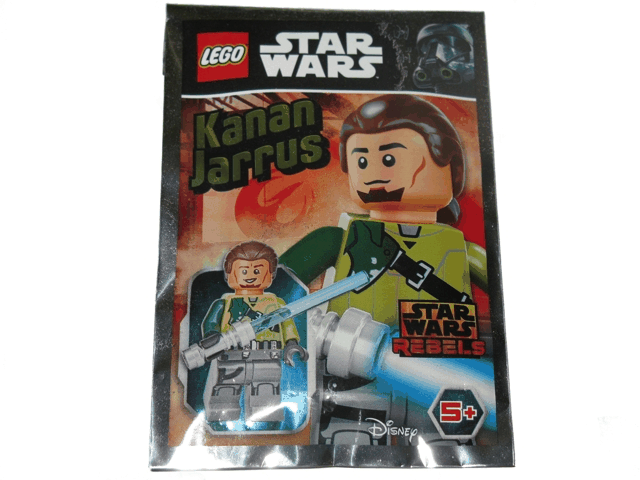 LEGO
STAR
WARS
Kanan
Jarrus
STAR
WARS
REBELS
5+
Disney